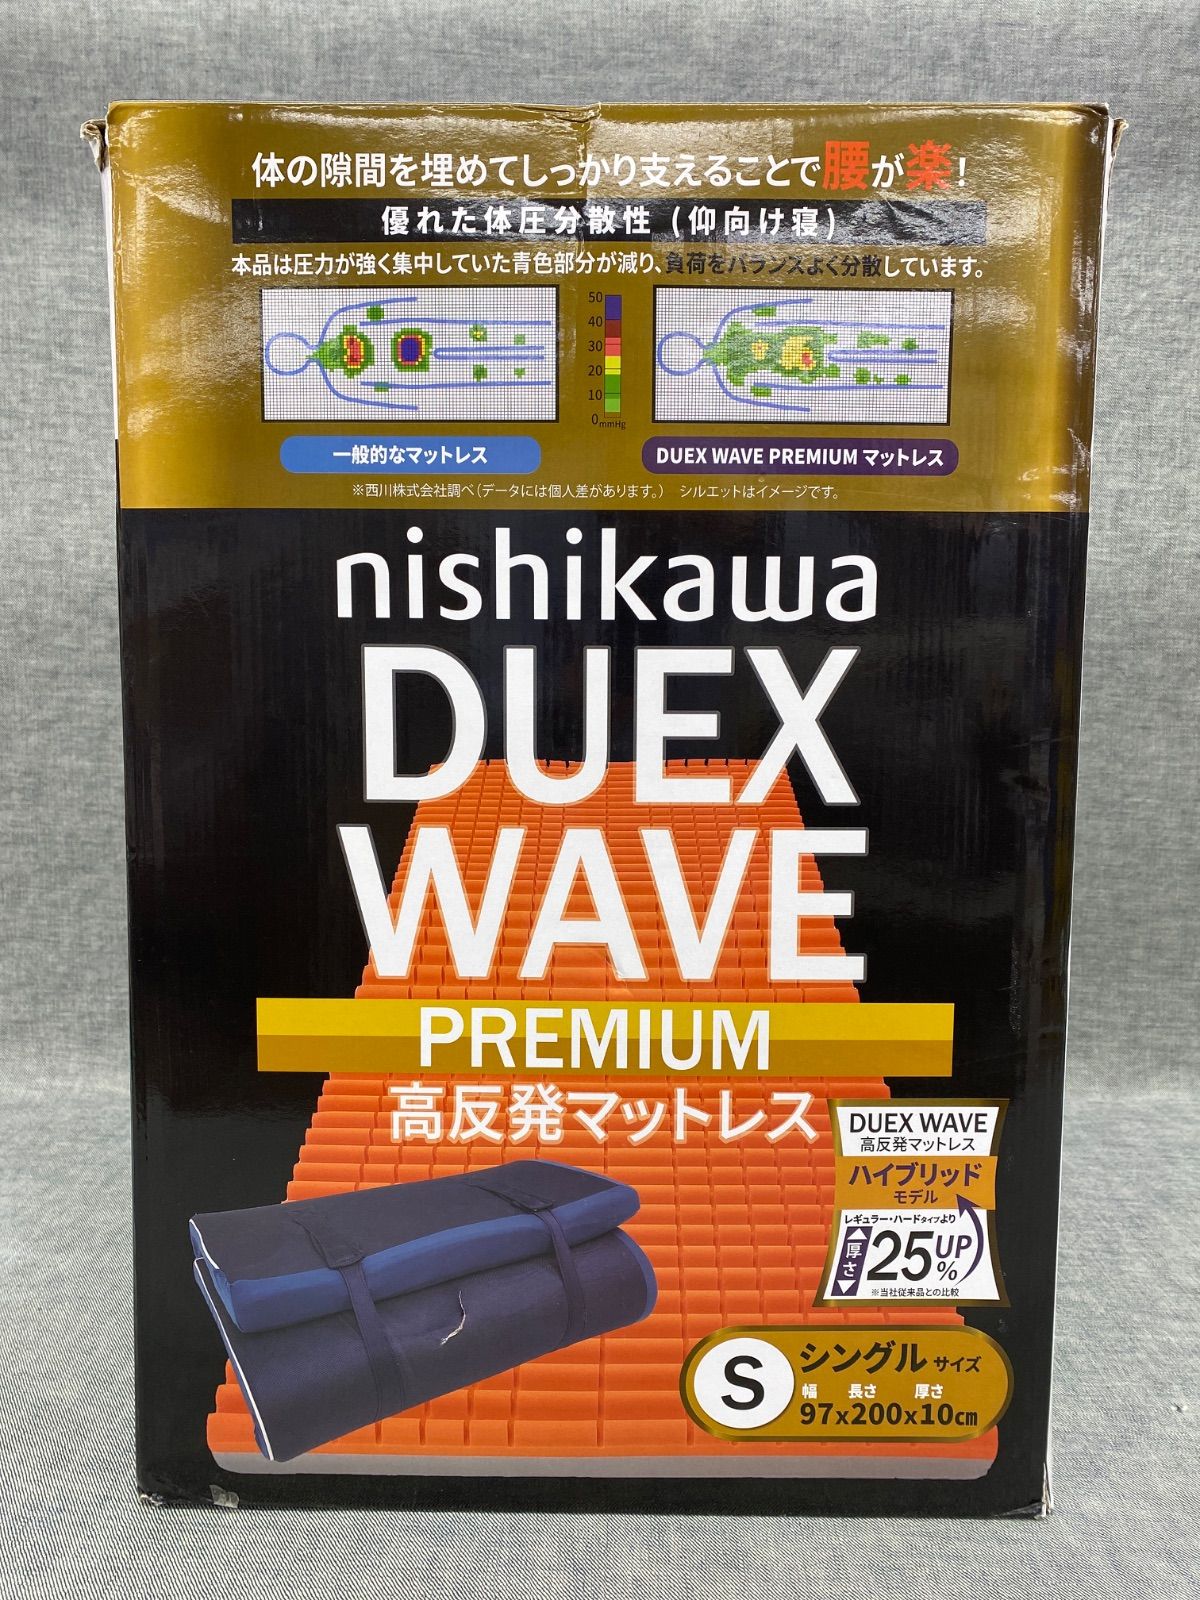 体の隙間を埋めてしっかり支えることで腰が楽!
優れた体圧分散性 (仰向け寝)
本品は圧力が強く集中していた青色部分が減り、負荷をバランスよく分散しています。
50
40
30
20
10
0 mmHg
一般的なマットレス
DUEX WAVE PREMIUM マットレス
※西川株式会社調べ(データには個人差があります。) シルエットはイメージです。
nishikawa
DUEX
WAVE
PREMIUM
高反発マットレス
DUEX WAVE
高反発マットレス
ハイブリッド
モデル
レギュラー・ハードタイプより
厚さ 25% UP
※当社従来品との比較
S シングルサイズ
幅 長さ 厚さ
97x200x10cm